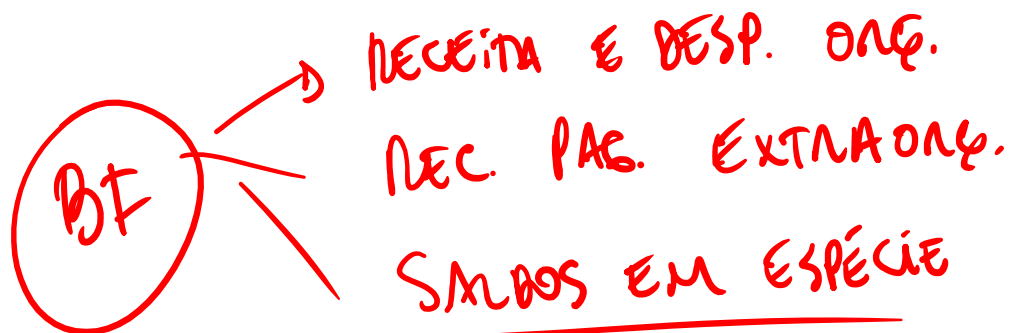 BF
RECEITA E DESP. ORÇ.
REC. PAG. EXTRAORÇ.
SALDOS EM ESPÉCIE